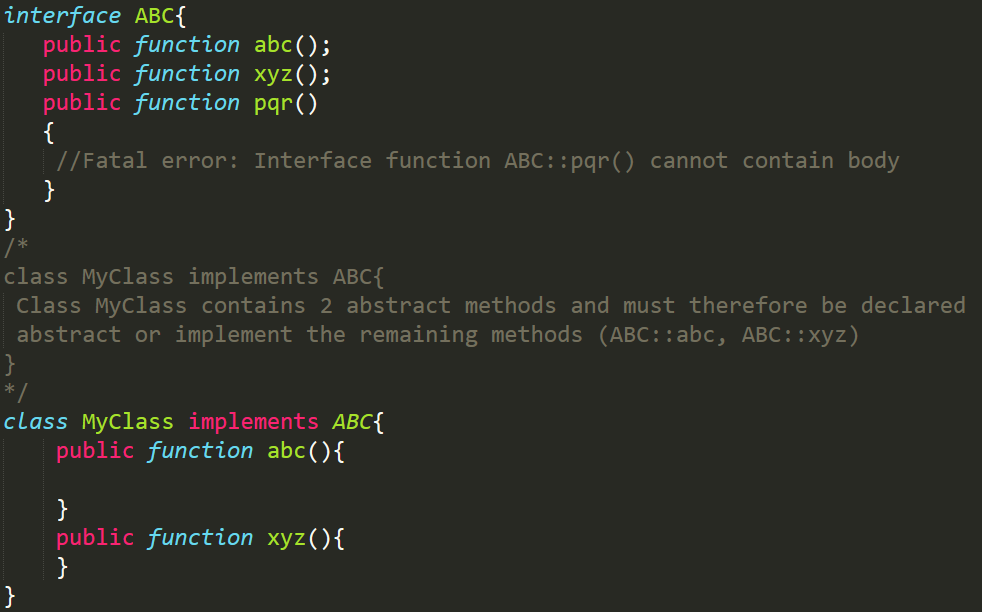 interface ABC{
public function abc();
public function xyz();
public function pqr()
{
//Fatal error: Interface function ABC::pqr() cannot contain body
}
}
/*
class MyClass implements ABC{
Class MyClass contains 2 abstract methods and must therefore be declared
abstract or implement the remaining methods (ABC::abc, ABC::xyz)
}
*/
class MyClass implements ABC{
public function abc(){
}
public function xyz(){
}
}